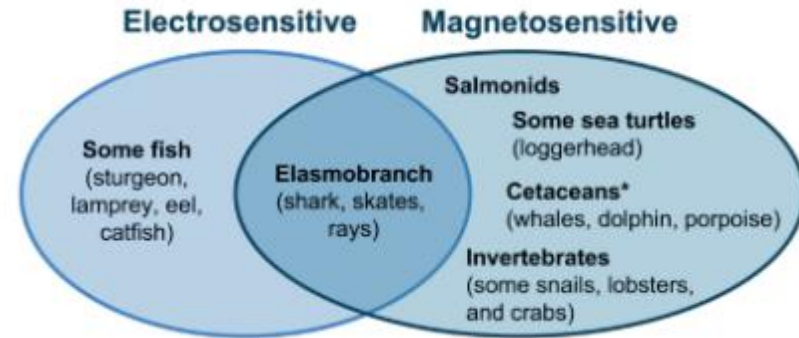 Electrosensitive
Magnetosensitive
Some fish
(sturgeon,
lamprey, eel,
catfish)
Elasmobranch
(shark, skates,
rays)
Salmonids
Some sea turtles
(loggerhead)
Cetaceans*
(whales, dolphin, porpoise)
Invertebrates
(some snails, lobsters,
and crabs)